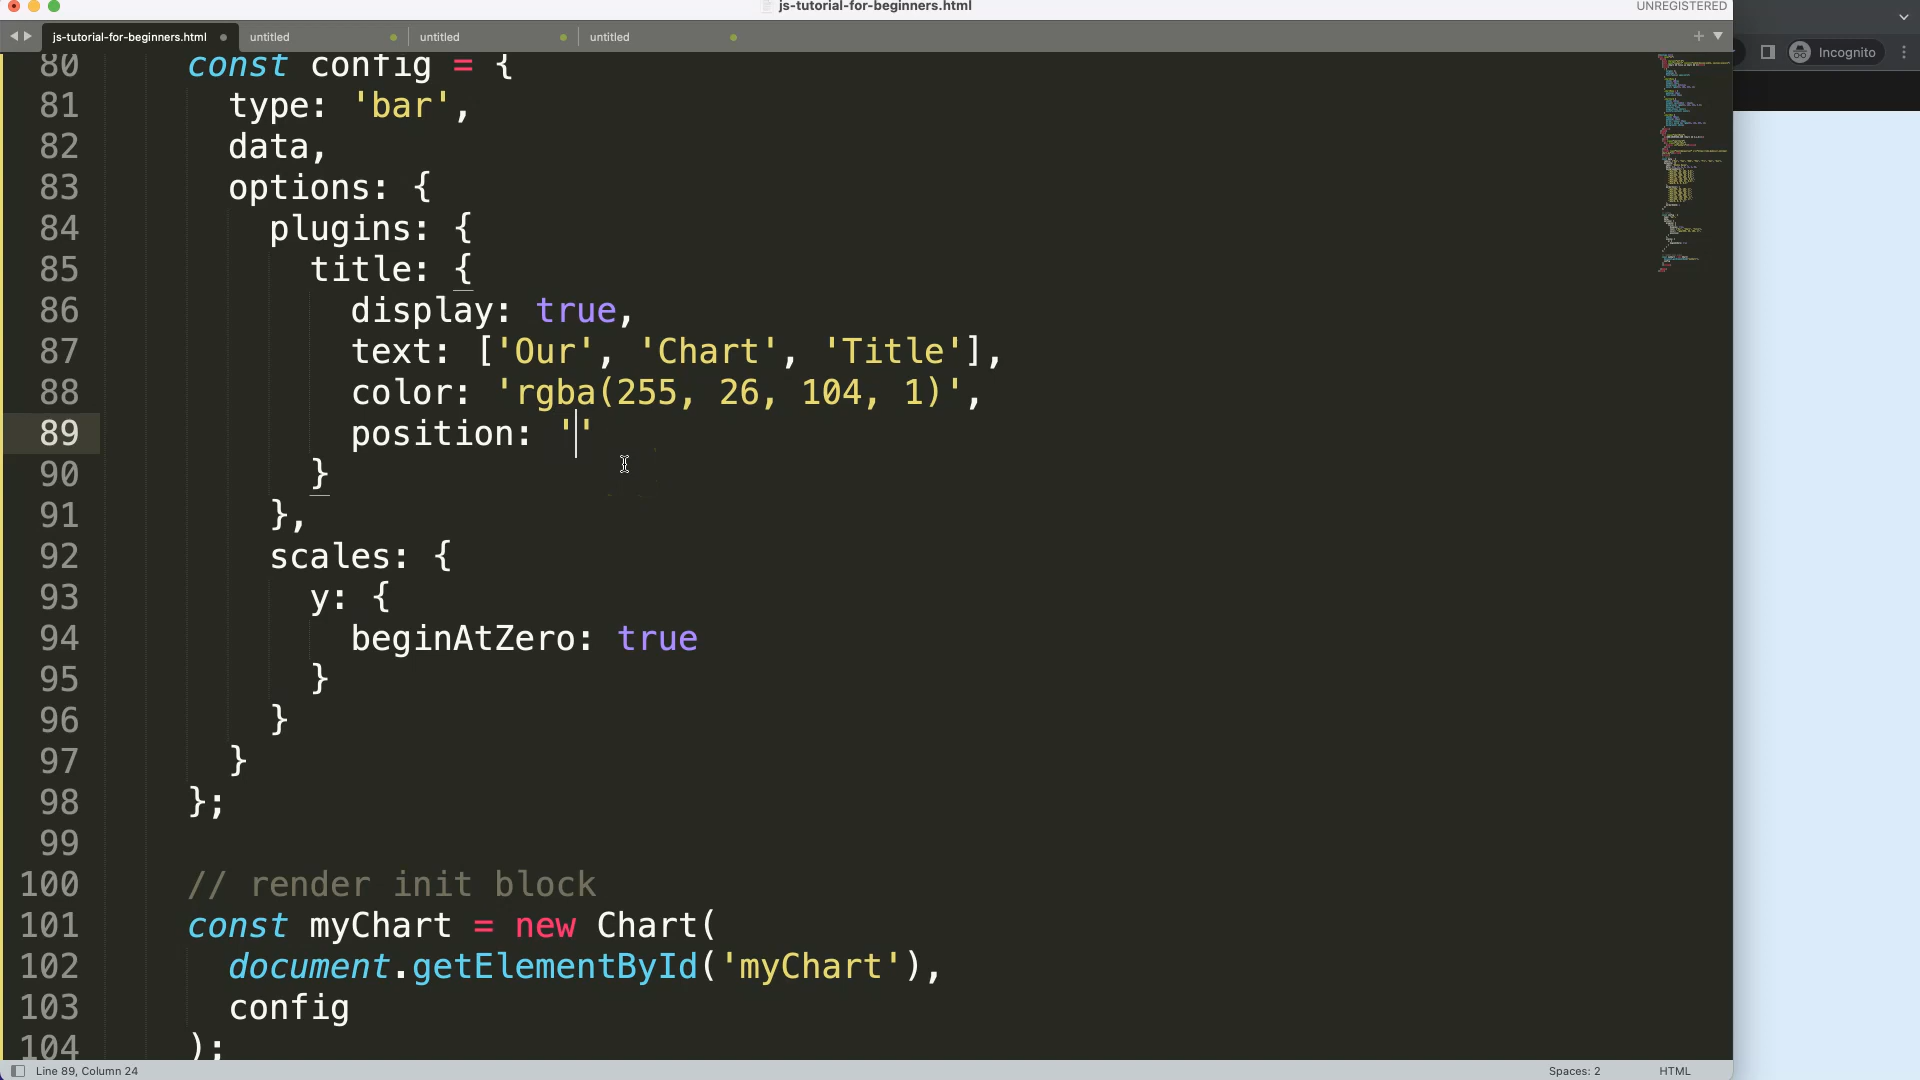 js-tutorial-for-beginners.html
UNREGISTERED
js-tutorial-for-beginners.html
untitled
untitled
untitled
Incognito
80 const config = {
81 type: 'bar',
82 data,
83 options: {
84 plugins: {
85 title: {
86 display: true,
87 text: ['Our', 'Chart', 'Title'],
88 color: 'rgba(255, 26, 104, 1)',
89 position: ''
90 }
91 },
92 scales: {
93 y: {
94 beginAtZero: true
95 }
96 }
97 }
98 };
99
100 // render init block
101 const myChart = new Chart(
102 document.getElementById('myChart'),
103 config
104 );
Line 89, Column 24
Spaces: 2
HTML